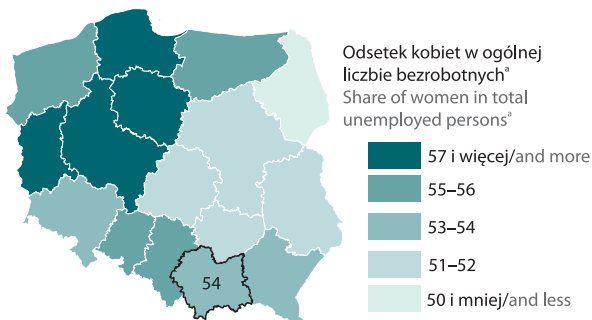 Odsetek kobiet w ogólnej
liczbie bezrobotnychª
Share of women in total
unemployed personsª
57 i więcej/and more
55–56
53–54
51–52
50 i mniej/and less
54